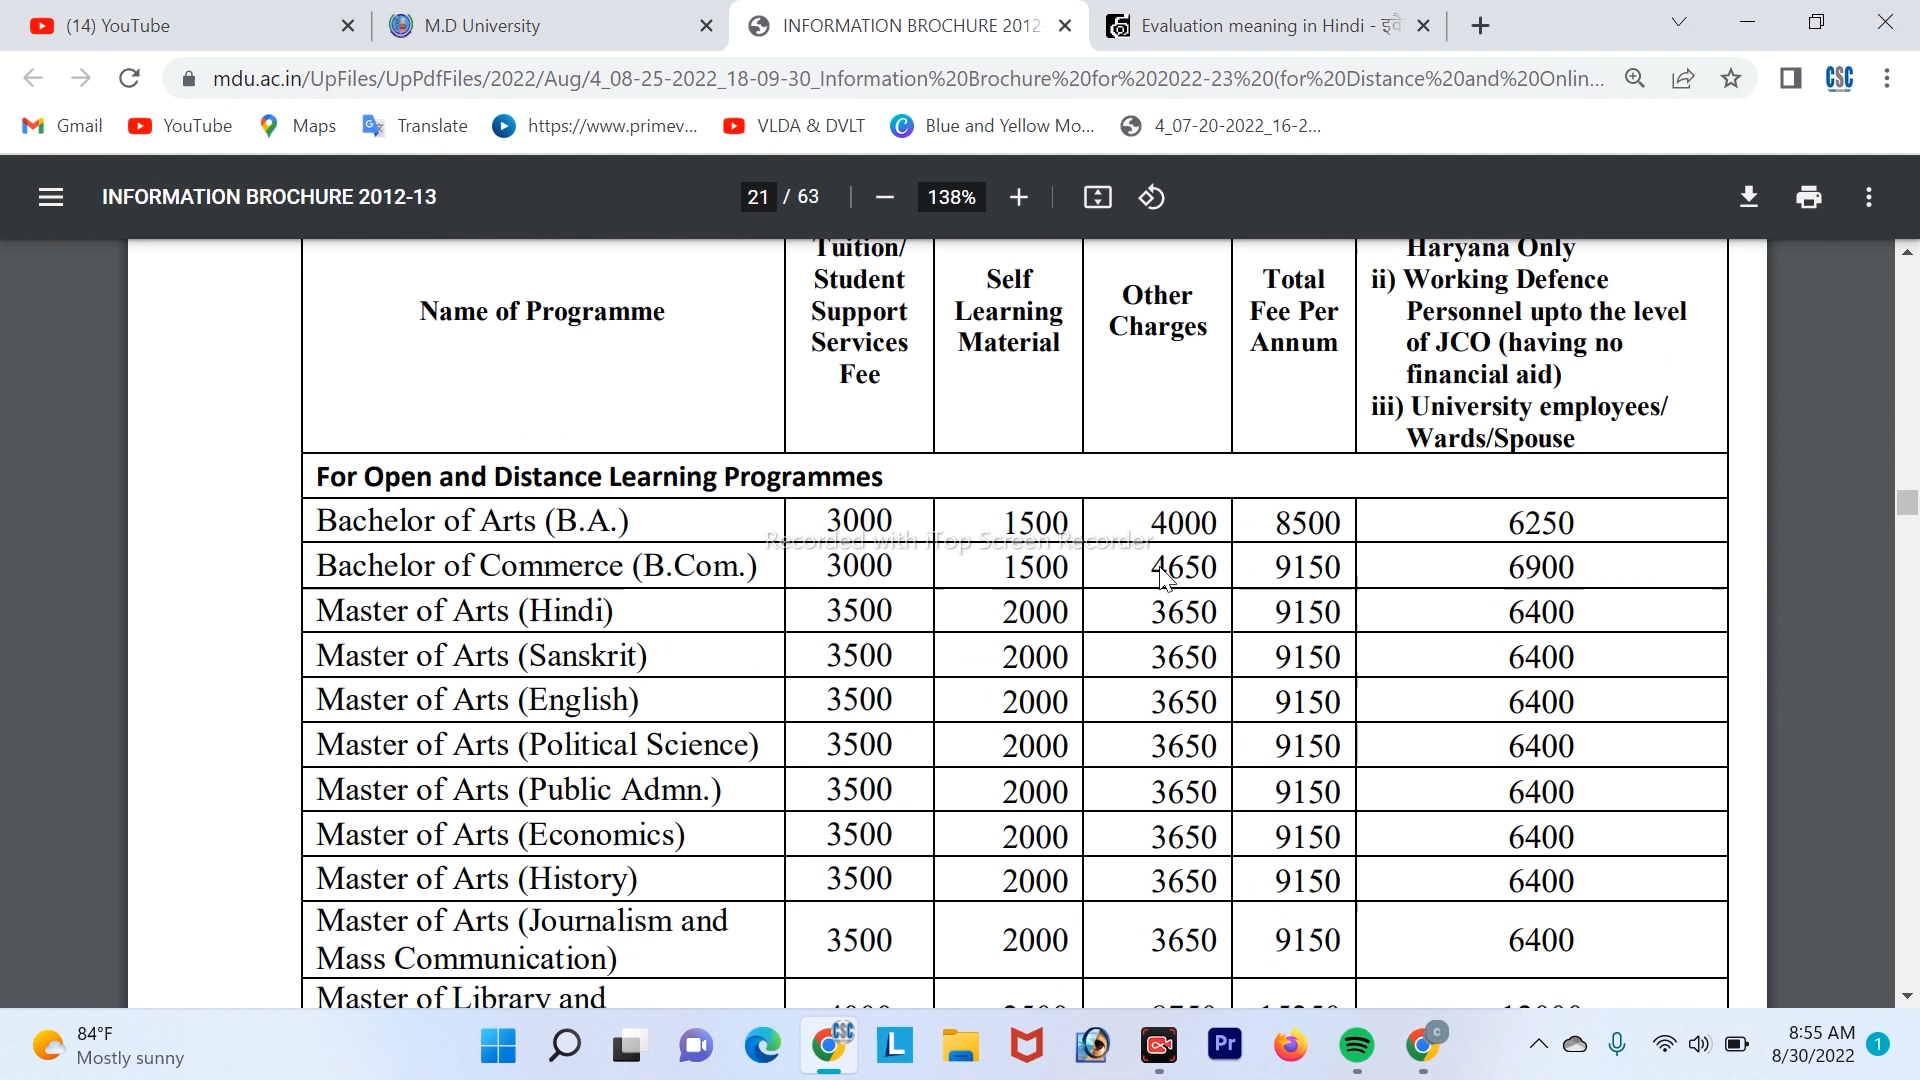 (14) YouTube
M.D University
INFORMATION BROCHURE 2012-
Evaluation meaning in Hindi - इवै
mdu.ac.in/UpFiles/UpPdfFiles/2022/Aug/4_08-25-2022_18-09-30_Information%20Brochure%20for%202022-23%20(for%20Distance%20and%20Onlin...
CSC
Gmail
YouTube
Maps
Translate
https://www.primev...
VLDA & DVLT
Blue and Yellow Mo...
4_07-20-2022_16-2...
INFORMATION BROCHURE 2012-13
21 / 63
138%
Name of Programme
Tuition/
Student
Support
Services
Fee
Self
Learning
Material
Other
Charges
Total
Fee Per
Annum
Haryana Only
ii) Working Defence
Personnel upto the level
of JCO (having no
financial aid)
iii) University employees/
Wards/Spouse
For Open and Distance Learning Programmes
Bachelor of Arts (B.A.) 3000 1500 4000 8500 6250
Recorded with iTop Screen Recorder
Bachelor of Commerce (B.Com.) 3000 1500 4650 9150 6900
Master of Arts (Hindi) 3500 2000 3650 9150 6400
Master of Arts (Sanskrit) 3500 2000 3650 9150 6400
Master of Arts (English) 3500 2000 3650 9150 6400
Master of Arts (Political Science) 3500 2000 3650 9150 6400
Master of Arts (Public Admn.) 3500 2000 3650 9150 6400
Master of Arts (Economics) 3500 2000 3650 9150 6400
Master of Arts (History) 3500 2000 3650 9150 6400
Master of Arts (Journalism and
Mass Communication) 3500 2000 3650 9150 6400
Master of Library and
84°F
Mostly sunny
CSC
L
Pr
C
8:55 AM
8/30/2022
1